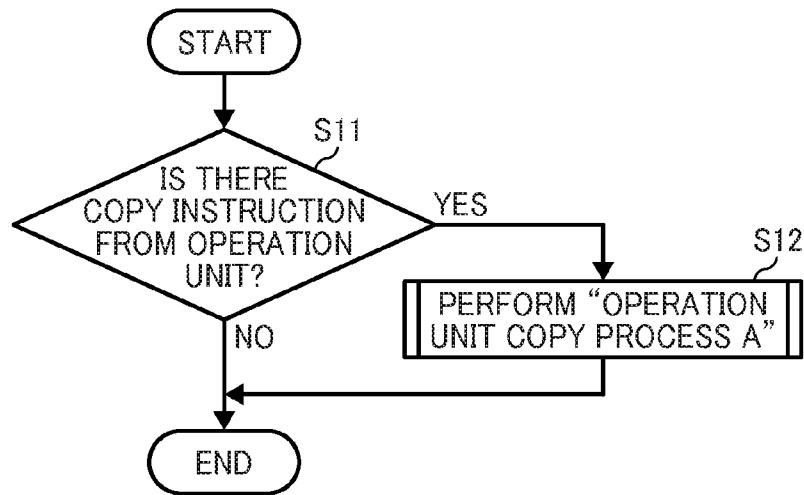 START
S11
IS THERE
COPY INSTRUCTION
FROM OPERATION
UNIT?
YES
S12
PERFORM “OPERATION
UNIT COPY PROCESS A”
NO
END